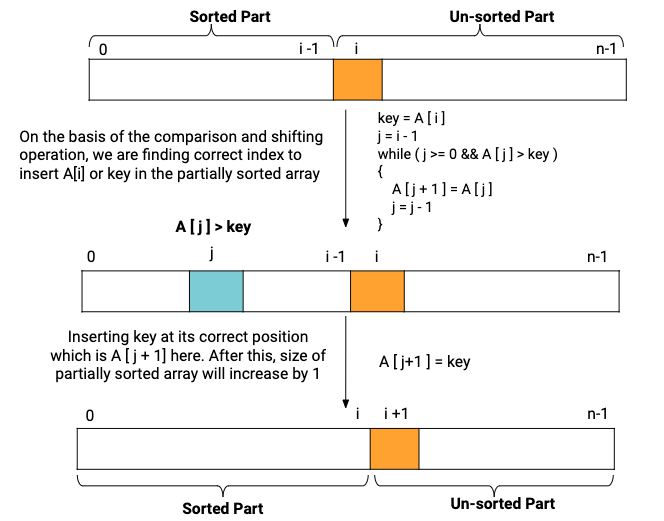 Sorted Part
Un-sorted Part
0
i -1
i
n-1
On the basis of the comparison and shifting
operation, we are finding correct index to
insert A[i] or key in the partially sorted array
key = A [ i ]
j = i - 1
while ( j >= 0 && A [ j ] > key )
{
A [ j + 1 ] = A [ j ]
j = j - 1
}
A [ j ] > key
0
j
i -1
i
n-1
Inserting key at its correct position
which is A [ j + 1] here. After this, size of
partially sorted array will increase by 1
A [ j+1 ] = key
0
i
i +1
n-1
Sorted Part
Un-sorted Part